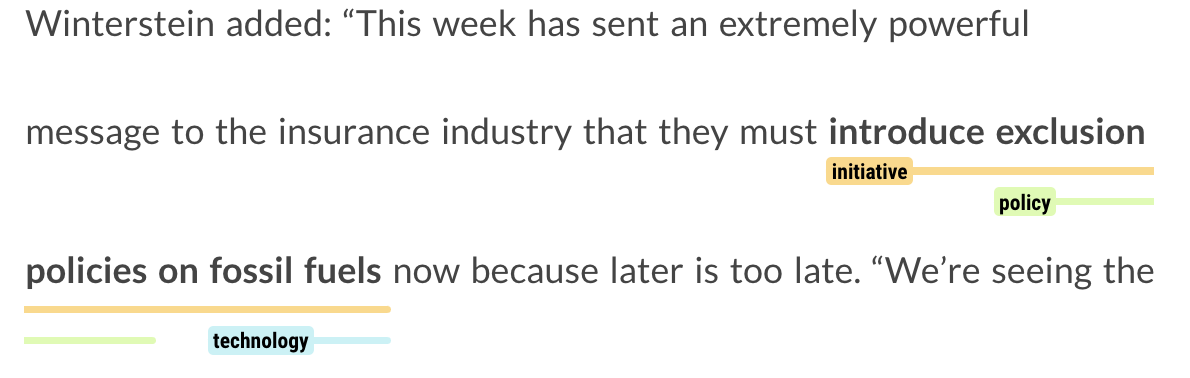 Winterstein added: “This week has sent an extremely powerful
message to the insurance industry that they must introduce exclusion
initiative
policy
policies on fossil fuels now because later is too late. “We’re seeing the
technology